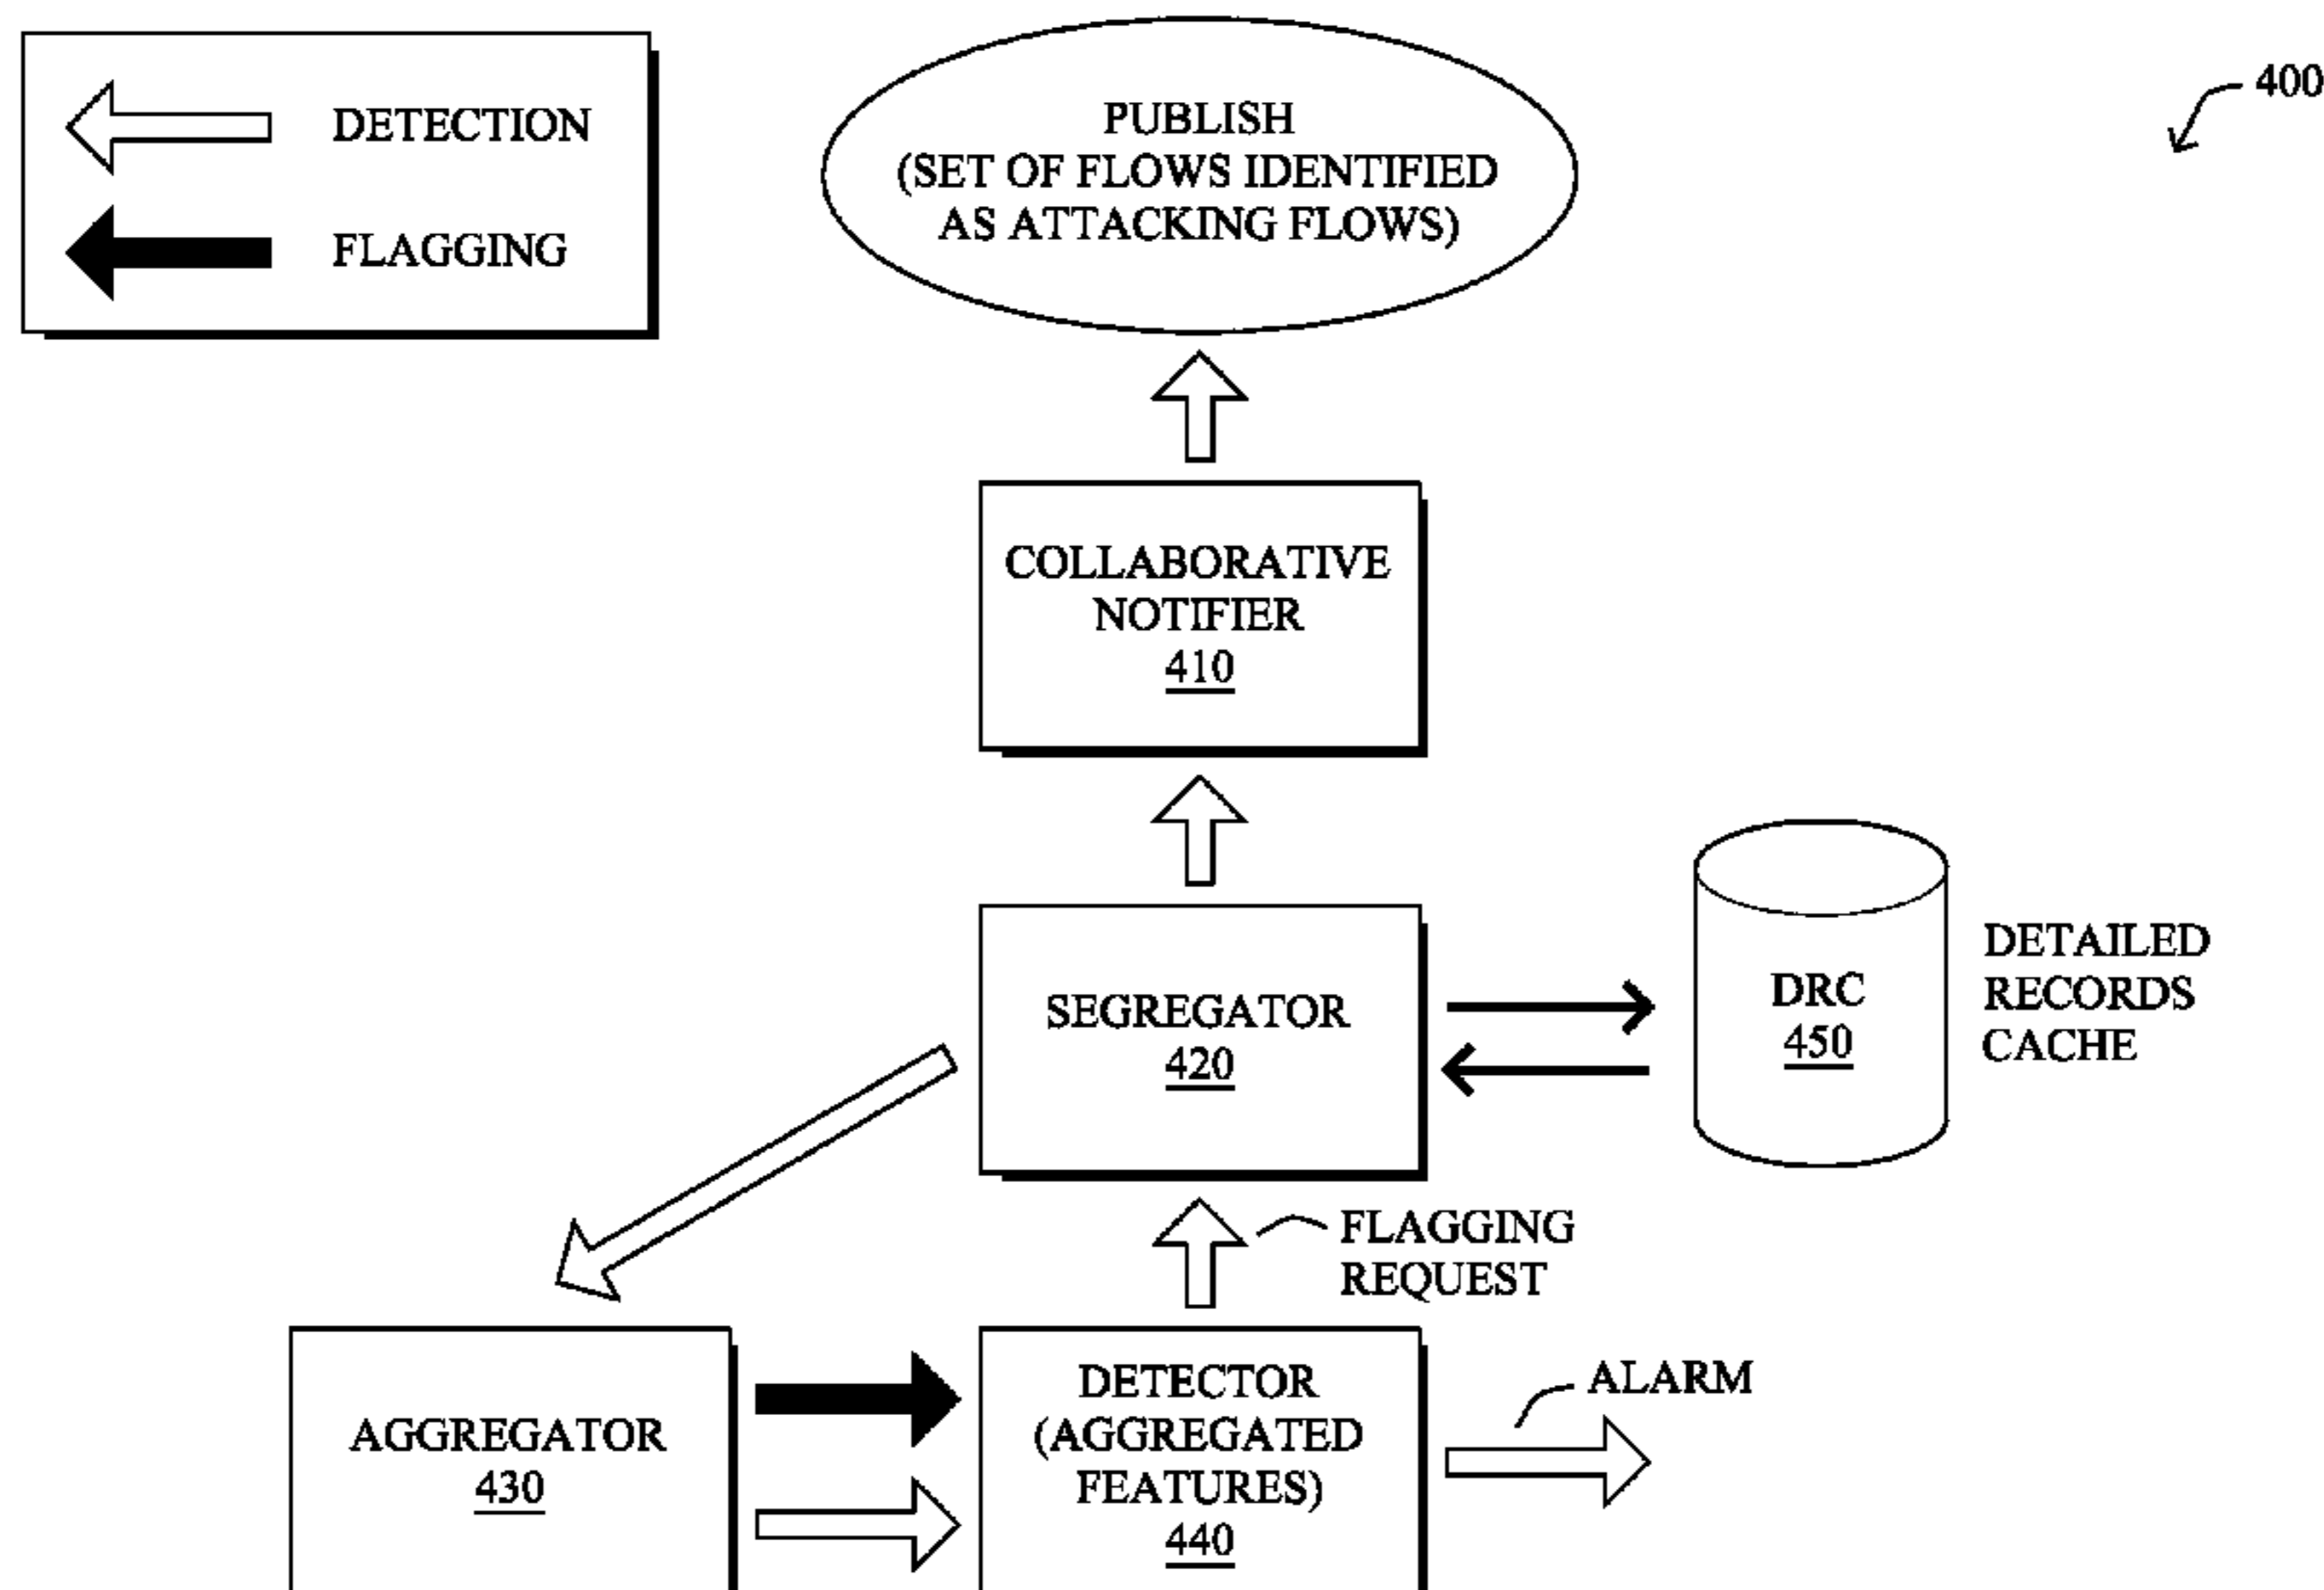 DETECTION
FLAGGING
PUBLISH
(SET OF FLOWS IDENTIFIED
AS ATTACKING FLOWS)
400
COLLABORATIVE
NOTIFIER
410
SEGREGATOR
420
DRC
450
DETAILED
RECORDS
CACHE
FLAGGING
REQUEST
AGGREGATOR
430
DETECTOR
(AGGREGATED
FEATURES)
440
ALARM